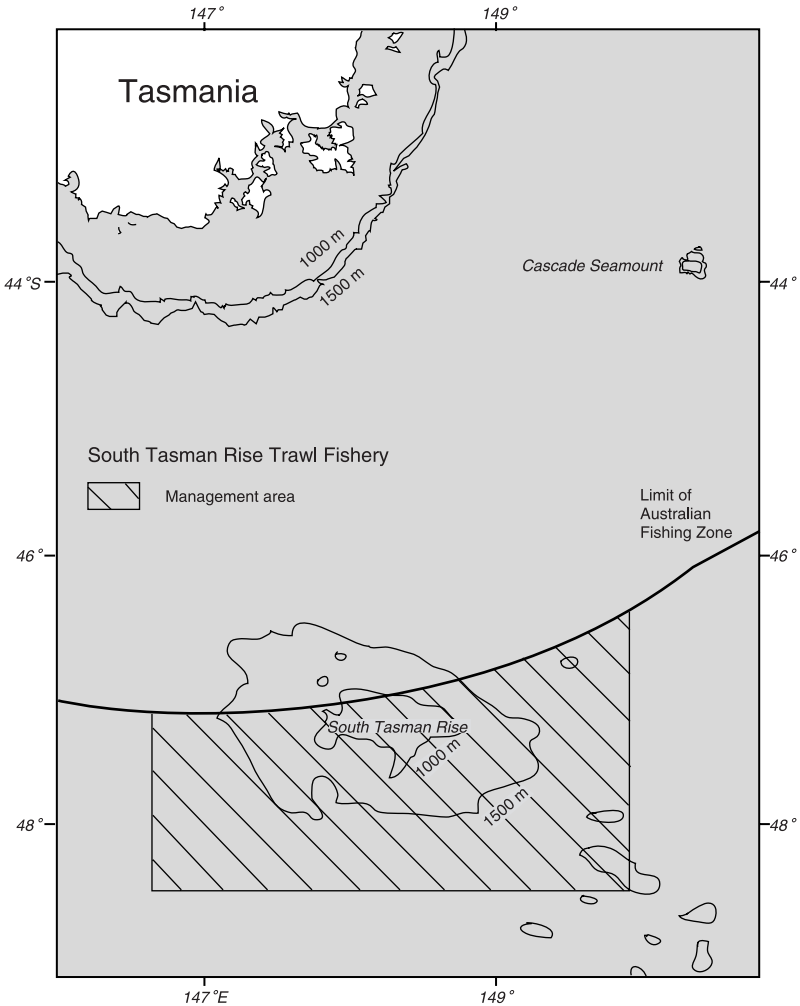 147° 149°
Tasmania
1000 m
1500 m
Cascade Seamount
44°S 44°
South Tasman Rise Trawl Fishery
Management area
Limit of
Australian
Fishing Zone
46° 46°
South Tasman Rise
1000 m
1500 m
48° 48°
147°E 149°